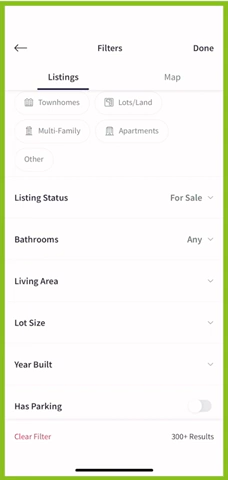 Filters
Done
Listings
Map
Townhomes
Lots/Land
Multi-Family
Apartments
Other
Listing Status
For Sale
Bathrooms
Any
Living Area
Lot Size
Year Built
Has Parking
Clear Filter
300+ Results